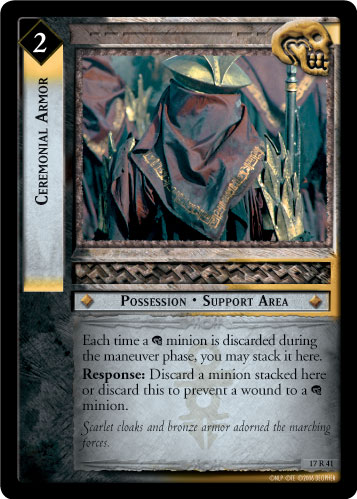 2
Ceremonial Armor
Possession • Support Area
Each time a minion is discarded during
the maneuver phase, you may stack it here.
Response: Discard a minion stacked here
or discard this to prevent a wound to a
minion.
Scarlet cloaks and bronze armor adorned the marching
forces.
17 R 41